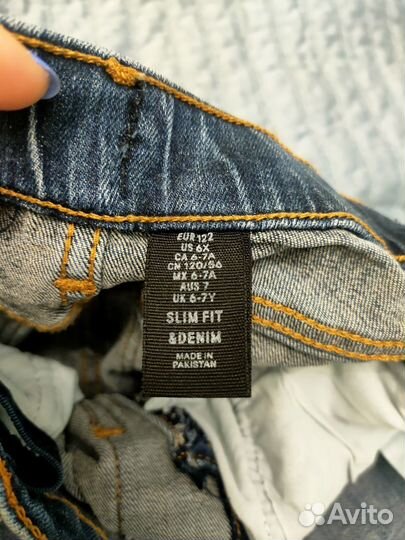 EUR 122
US 6X
CA 6-7A
CN 120/56
MX 6-7A
AUS 7
UK 6-7Y
SLIM FIT
&DENIM
MADE IN
PAKISTAN
Avito